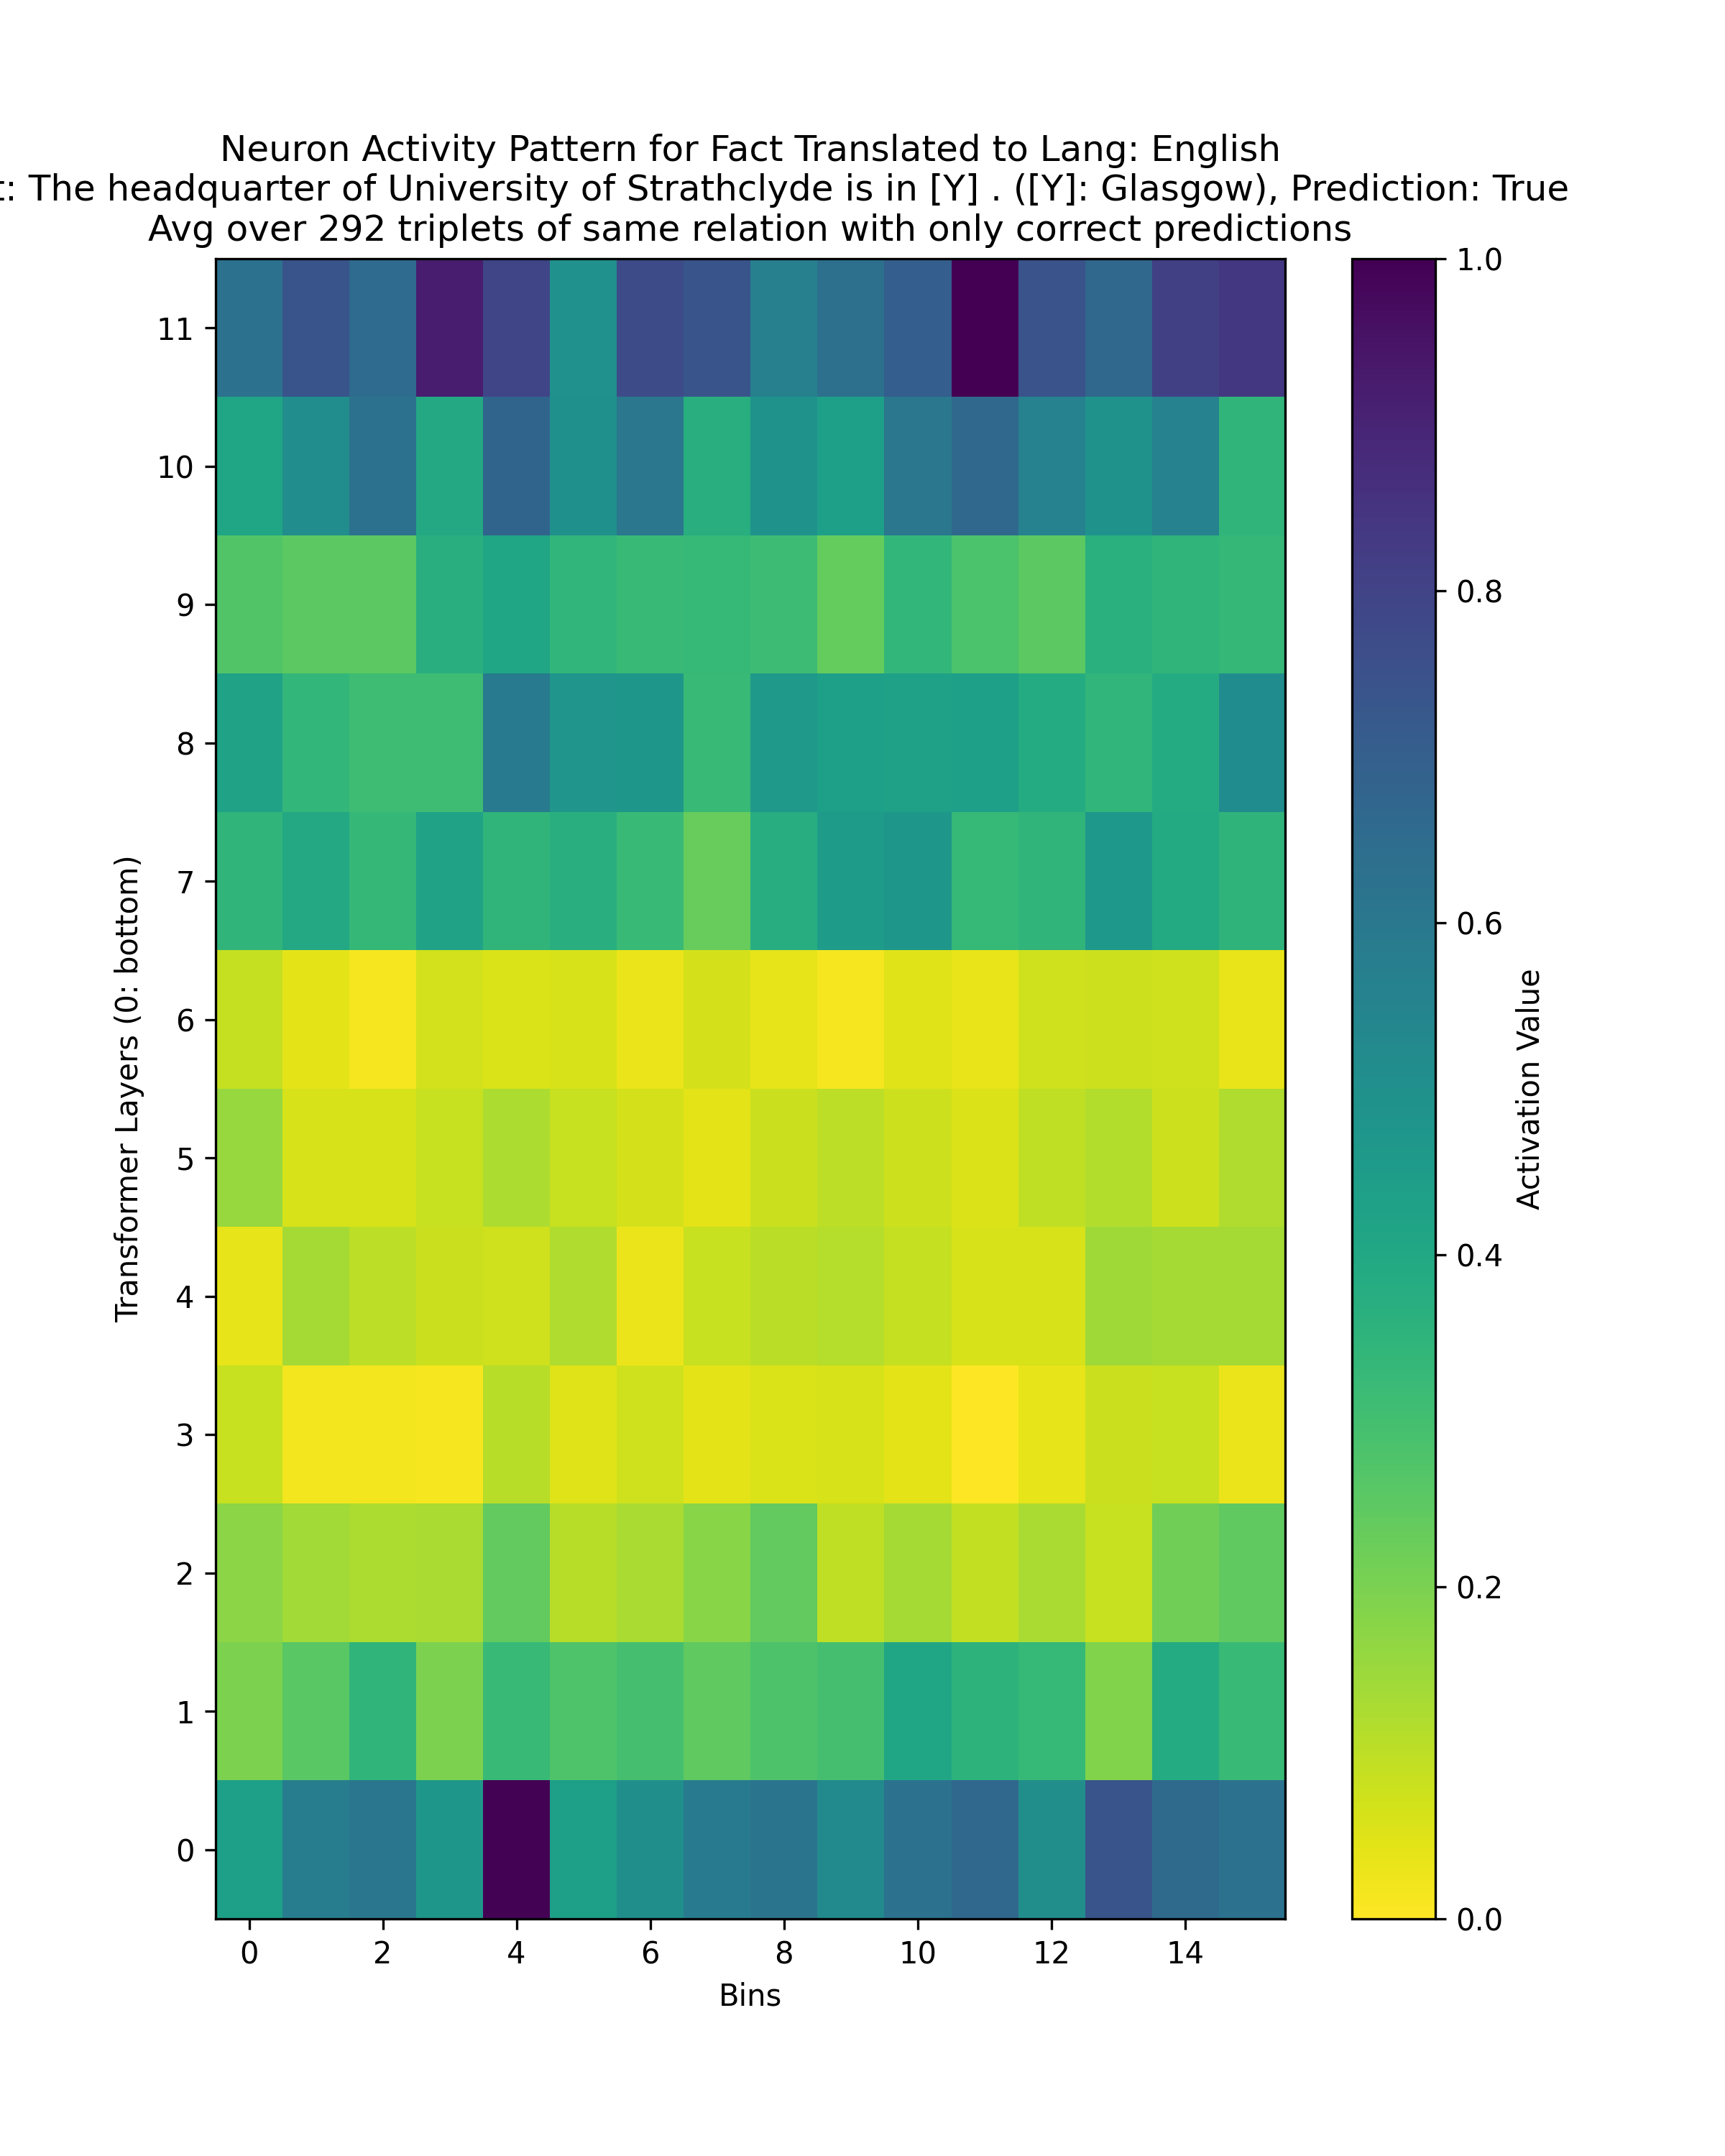 Neuron Activity Pattern for Fact Translated to Lang: English
: The headquarter of University of Strathclyde is in [Y] . ([Y]: Glasgow), Prediction: True
Avg over 292 triplets of same relation with only correct predictions
Transformer Layers (0: bottom)
11
10
9
8
7
6
5
4
3
2
1
0
0 2 4 6 8 10 12 14
Bins
1.0
0.8
0.6
0.4
0.2
0.0
Activation Value